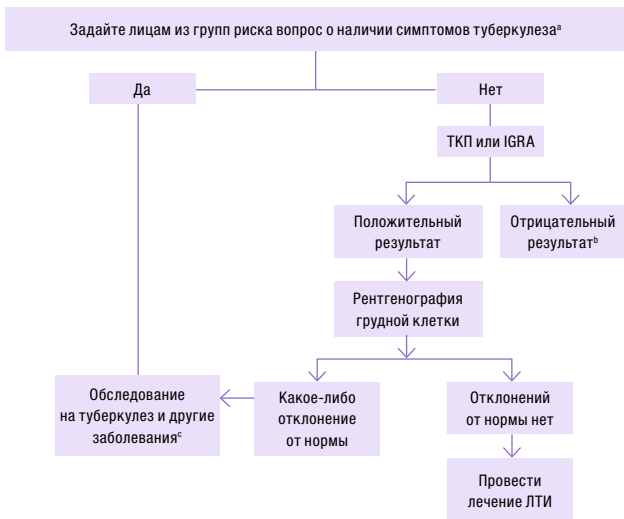 Задайте лицам из групп риска вопрос о наличии симптомов туберкулезаᵃ
Да
Нет
ТКП или IGRA
Положительный
результат
Отрицательный
результатᵇ
Рентгенография
грудной клетки
Обследование
на туберкулез и другие
заболеванияᶜ
Какое-либо
отклонение
от нормы
Отклонений
от нормы нет
Провести
лечение ЛТИ